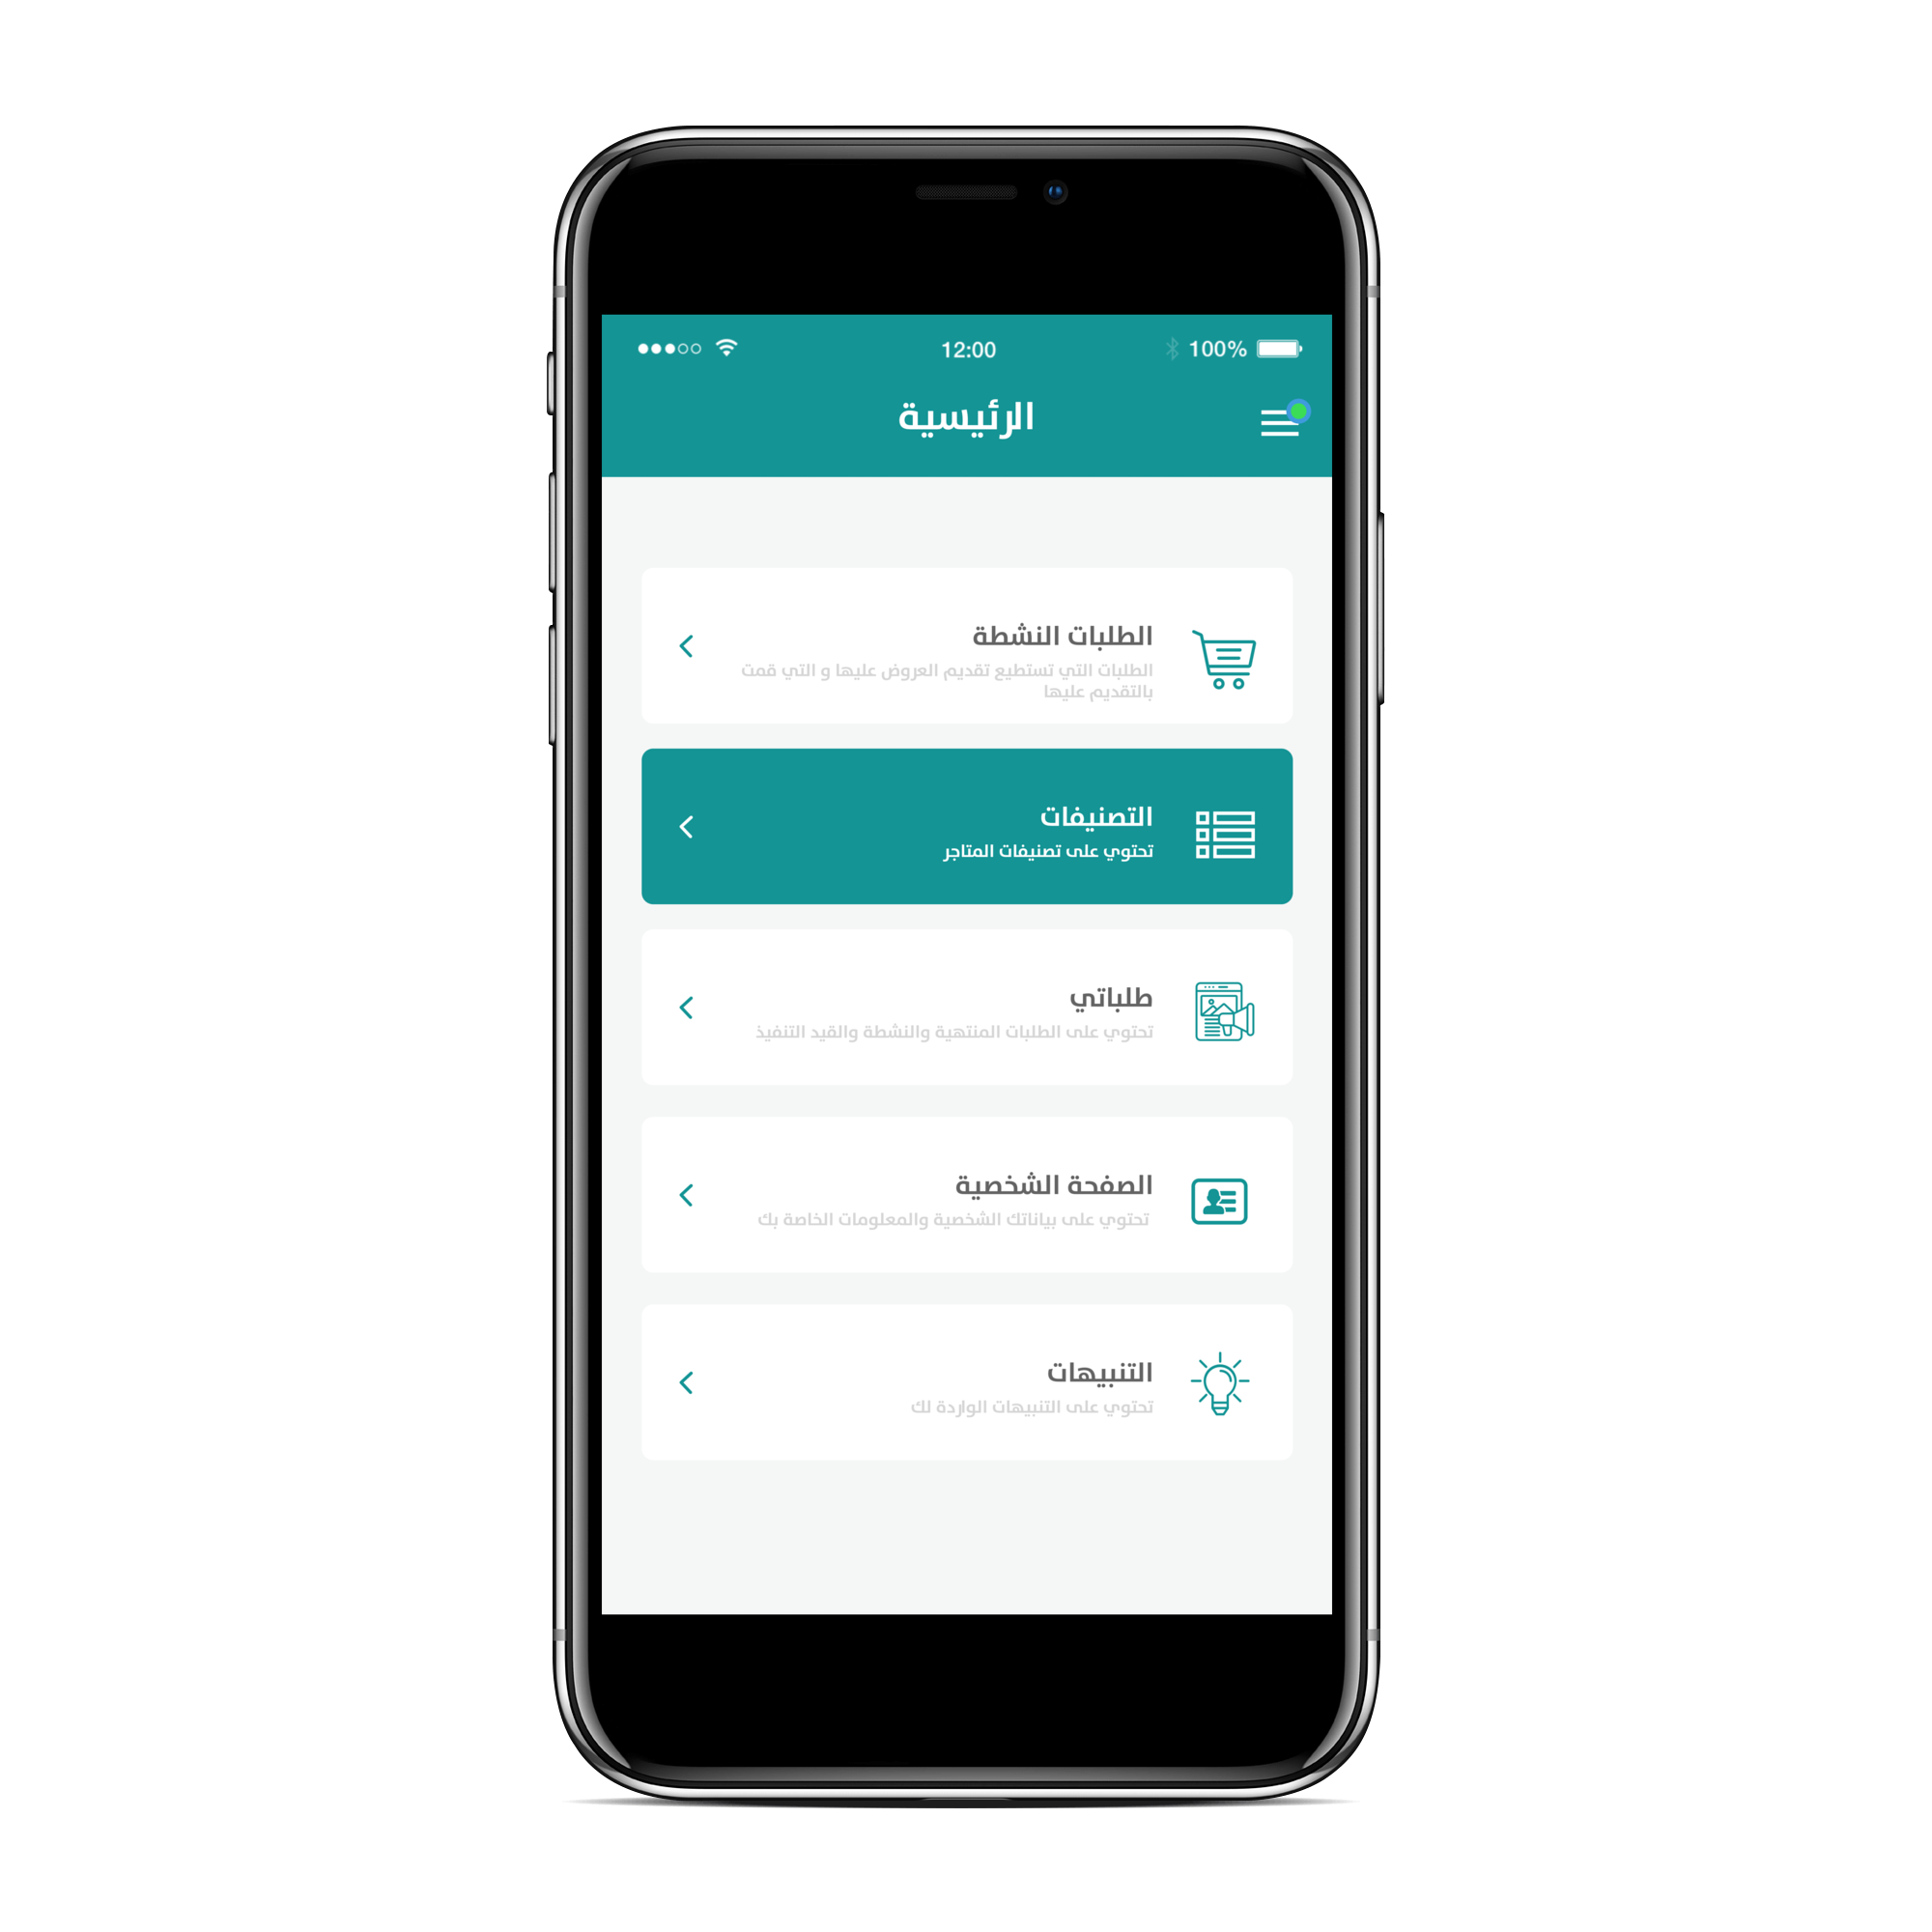 12:00
100%
الرئيسية
الطلبات النشطة
الطلبات التي تستطيع تقديم العروض عليها و التي قمت
بالتقديم عليها
التصنيفات
تحتوي على تصنيفات المتاجر
طلباتي
تحتوي على الطلبات المنتهية والنشطة والقيد التنفيذ
الصفحة الشخصية
تحتوي على بياناتك الشخصية والمعلومات الخاصة بك
التنبيهات
تحتوي على التنبيهات الواردة لك